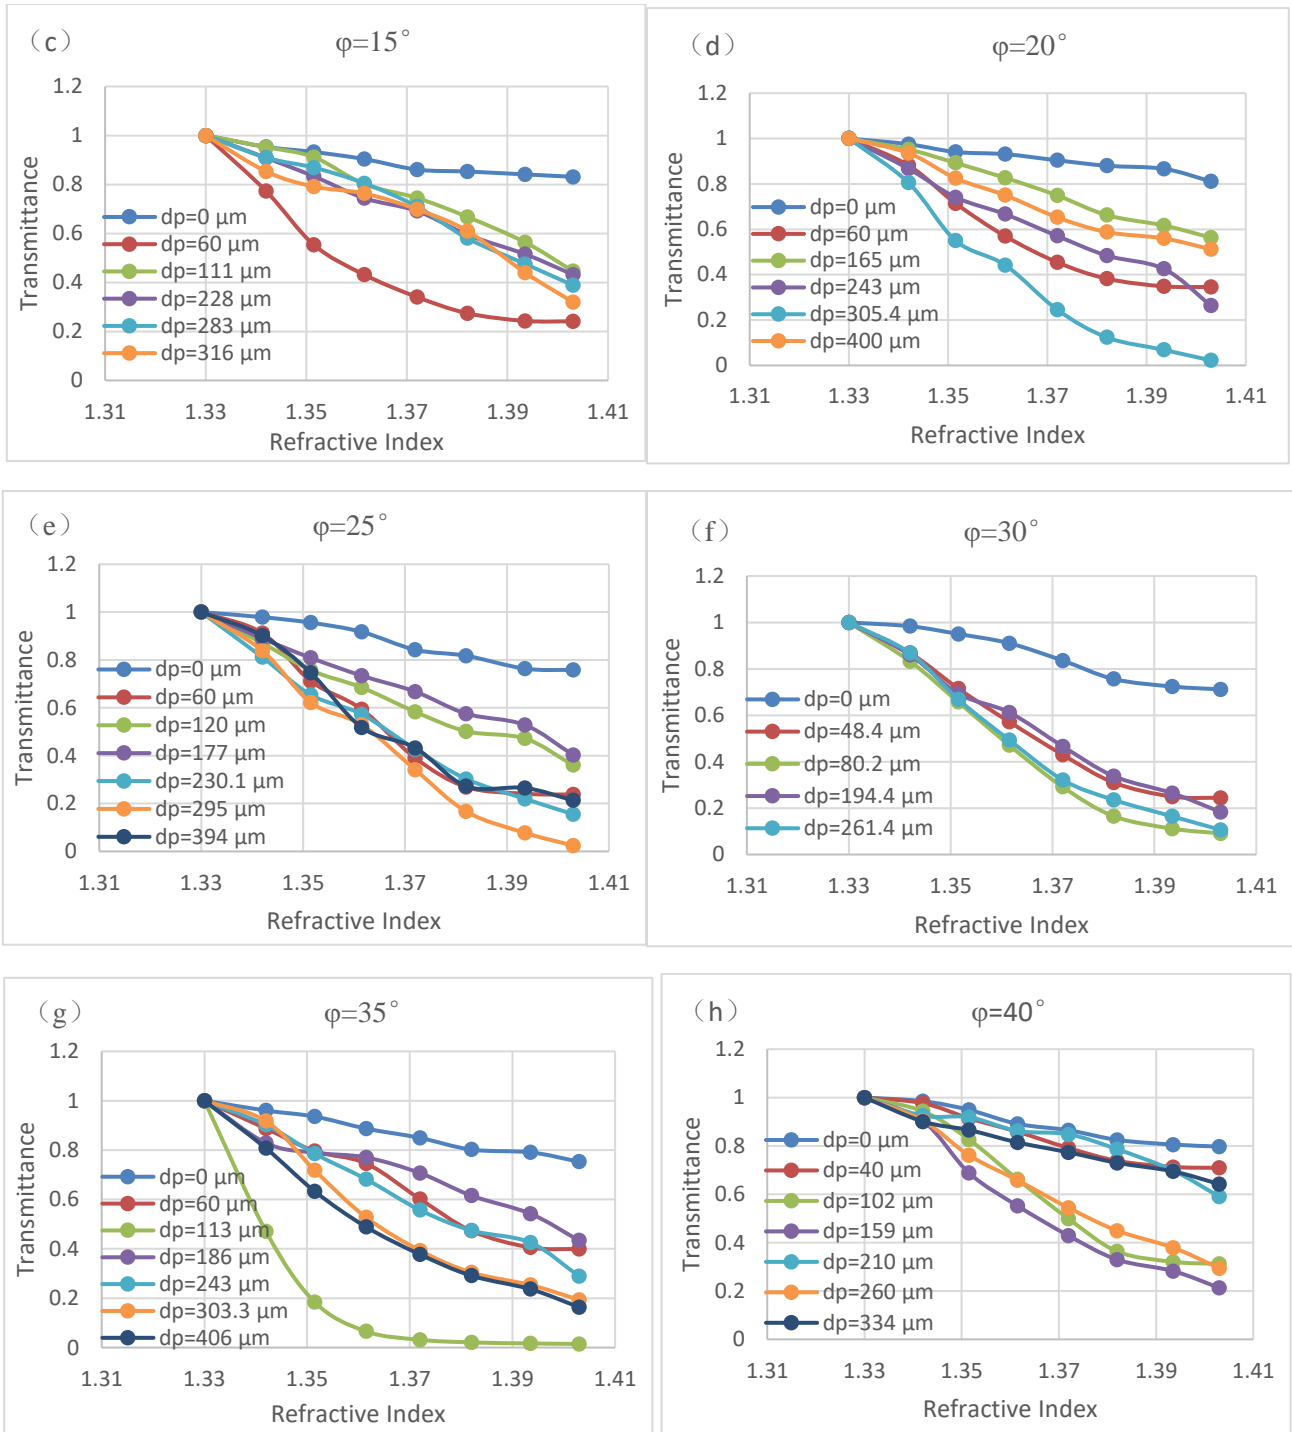 （c）
φ=15°
1.2
1
0.8
0.6
0.4
0.2
0
Transmittance
dp=0 μm
dp=60 μm
dp=111 μm
dp=228 μm
dp=283 μm
dp=316 μm
1.31 1.33 1.35 1.37 1.39 1.41
Refractive Index
（d）
φ=20°
1.2
1
0.8
0.6
0.4
0.2
0
Transmittance
dp=0 μm
dp=60 μm
dp=165 μm
dp=243 μm
dp=305.4 μm
dp=400 μm
1.31 1.33 1.35 1.37 1.39 1.41
Refractive Index
（e）
φ=25°
1.2
1
0.8
0.6
0.4
0.2
0
Transmittance
dp=0 μm
dp=60 μm
dp=120 μm
dp=177 μm
dp=230.1 μm
dp=295 μm
dp=394 μm
1.31 1.33 1.35 1.37 1.39 1.41
Refractive Index
（f）
φ=30°
1.2
1
0.8
0.6
0.4
0.2
0
Transmittance
dp=0 μm
dp=48.4 μm
dp=80.2 μm
dp=194.4 μm
dp=261.4 μm
1.31 1.33 1.35 1.37 1.39 1.41
Refractive Index
（g）
φ=35°
1.2
1
0.8
0.6
0.4
0.2
0
Transmittance
dp=0 μm
dp=60 μm
dp=113 μm
dp=186 μm
dp=243 μm
dp=303.3 μm
dp=406 μm
1.31 1.33 1.35 1.37 1.39 1.41
Refractive Index
（h）
φ=40°
1.2
1
0.8
0.6
0.4
0.2
0
Transmittance
dp=0 μm
dp=40 μm
dp=102 μm
dp=159 μm
dp=210 μm
dp=260 μm
dp=334 μm
1.31 1.33 1.35 1.37 1.39 1.41
Refractive Index